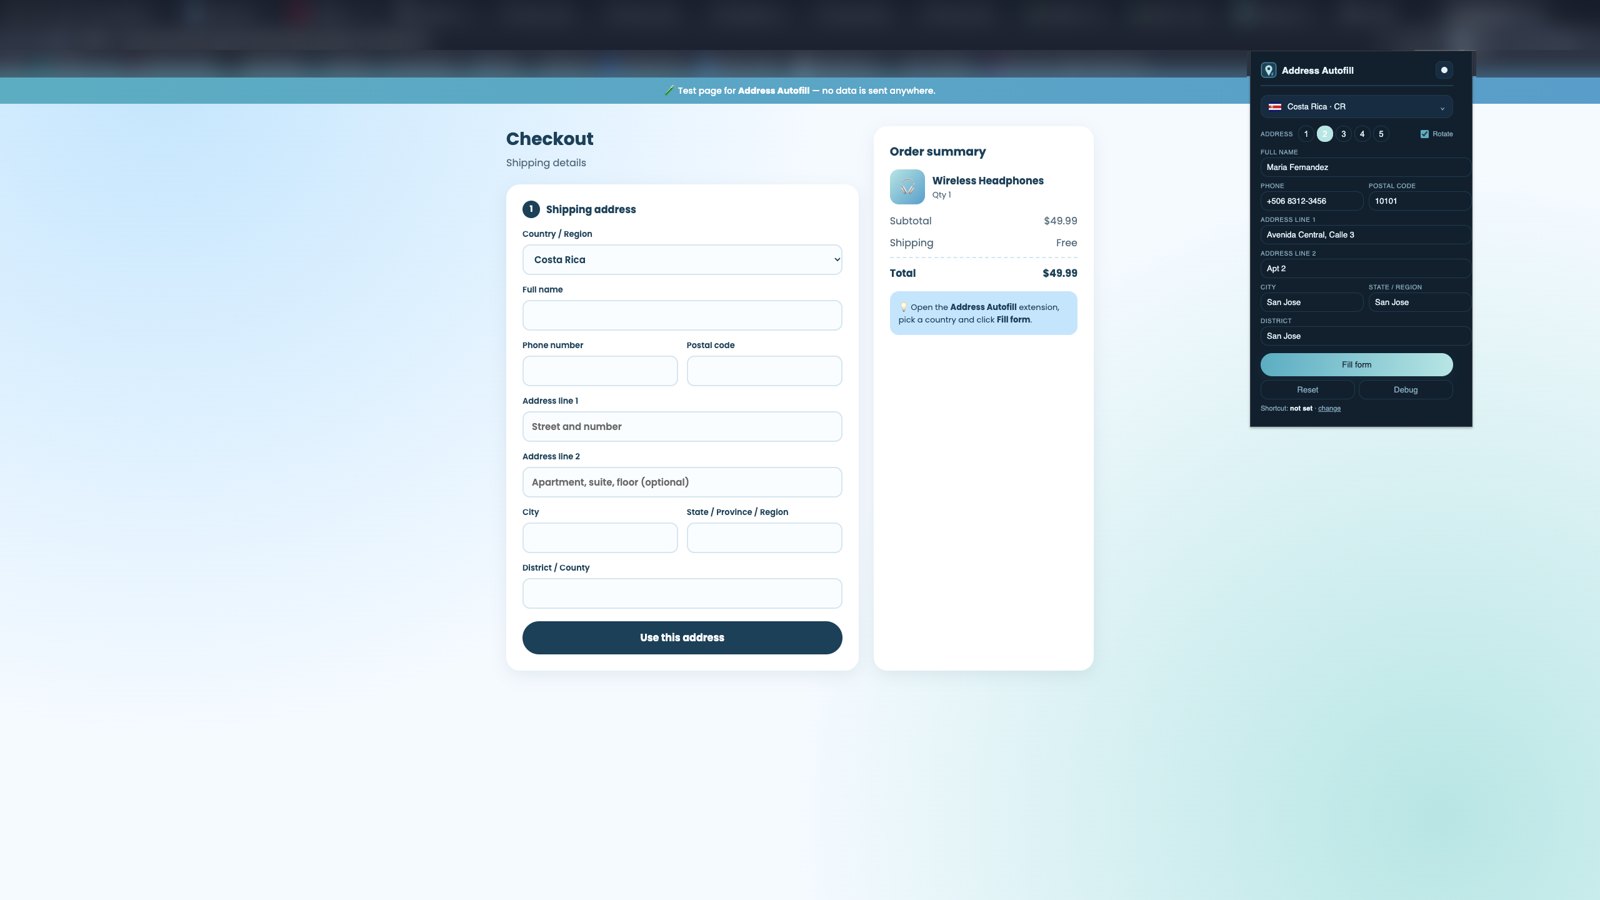 Test page for Address Autofill — no data is sent anywhere.
Checkout
Shipping details
1 Shipping address
Country / Region
Costa Rica
Full name
Phone number Postal code
Address line 1
Street and number
Address line 2
Apartment, suite, floor (optional)
City State / Province / Region
District / County
Use this address
Order summary
Wireless Headphones
Qty 1
Subtotal $49.99
Shipping Free
Total $49.99
Open the Address Autofill extension,
pick a country and click Fill form.
Address Autofill
Costa Rica · CR
ADDRESS 1 2 3 4 5 Rotate
FULL NAME
Maria Fernandez
PHONE POSTAL CODE
+506 8312-3456 10101
ADDRESS LINE 1
Avenida Central, Calle 3
ADDRESS LINE 2
Apt 2
CITY STATE / REGION
San Jose San Jose
DISTRICT
San Jose
Fill form
Reset Debug
Shortcut: not set · change